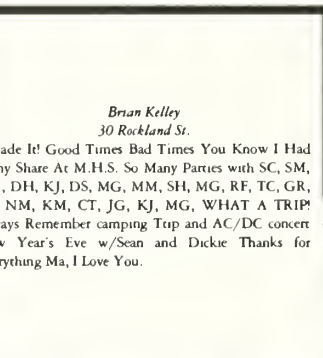 Brian Kelley
30 Rockland St.
ade It! Good Times Bad Times You Know I Had
ny Share At M.H.S. So Many Parties with SC, SM,
, DH, KJ, DS, MG, MM, SH, MG, RF, TC, GR,
NM, KM, CT, JG, KJ, MG, WHAT A TRIP!
ays Remember camping Trip and AC/DC concert
w Year's Eve w/Sean and Dickie Thanks for
rything Ma, I Love You.